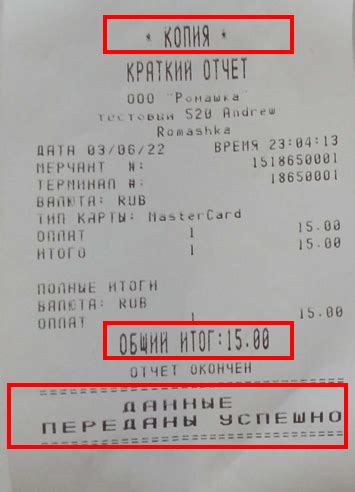 * КОПИЯ *
КРАТКИЙ ОТЧЕТ
ООО "Ромашка"
тестовый S20 Andrew
Romashka
ДАТА 03/06/22 ВРЕМЯ 23:04:13
МЕРЧАНТ №: 1518650001
ТЕРМИНАЛ #: 18650001
ВАЛЮТА: RUB
ТИП КАРТЫ: MasterCard
ОПЛАТ 1 15.00
ИТОГО 1 15.00
ПОЛНЫЕ ИТОГИ
ВАЛЮТА: RUB
ОПЛАТ 1 15.00
ОБЩИЙ ИТОГ:15.00
ОТЧЕТ ОКОНЧЕН
==============================
ДАННЫЕ
ПЕРЕДАНЫ УСПЕШНО
==============================